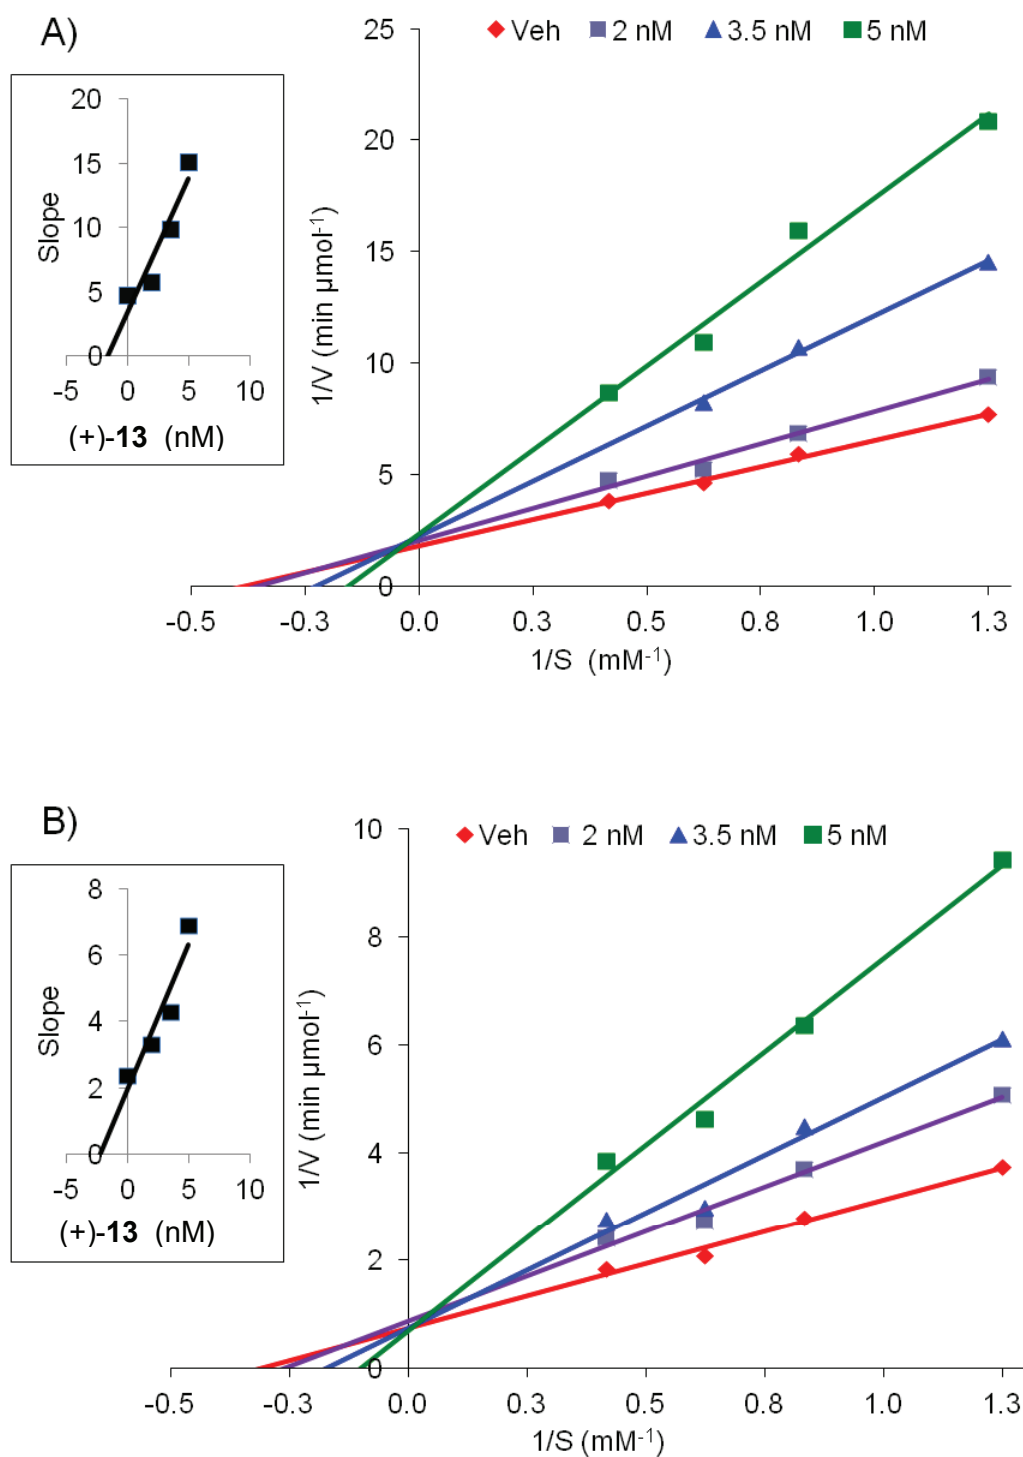 A)
Veh 2 nM 3.5 nM 5 nM
25
20
15
10
5
0
1/V (min µmol⁻¹)
-0.5 -0.3 0.0 0.3 0.5 0.8 1.0 1.3
1/S (mM⁻¹)
20
15
10
5
0
Slope
-5 0 5 10
(+)-13 (nM)
B)
Veh 2 nM 3.5 nM 5 nM
10
8
6
4
2
0
1/V (min µmol⁻¹)
-0.5 -0.3 0.0 0.3 0.5 0.8 1.0 1.3
1/S (mM⁻¹)
8
6
4
2
0
Slope
-5 0 5 10
(+)-13 (nM)